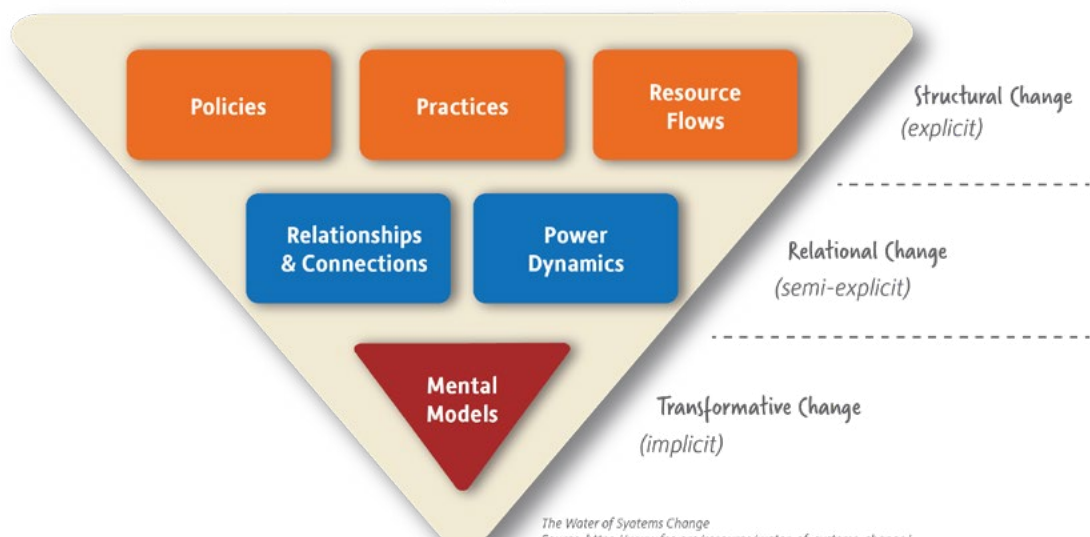 Policies
Practices
Resource
Flows
Structural Change
(explicit)
Relationships
& Connections
Power
Dynamics
Relational Change
(semi-explicit)
Mental
Models
Transformative Change
(implicit)
The Water of Syatems Change